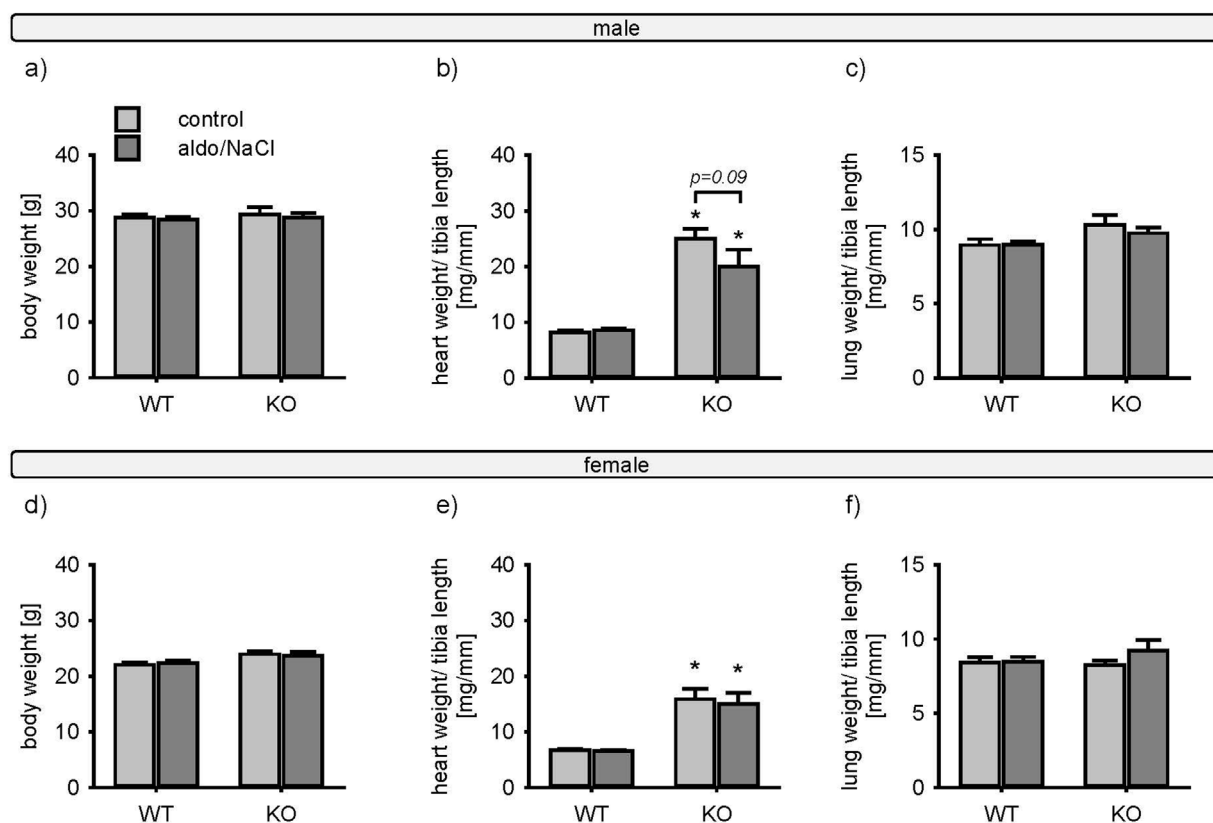 male
a)
b)
c)
control
aldo/NaCl
body weight [g]
40
30
20
10
0
WT
KO
heart weight/ tibia length
[mg/mm]
40
30
20
10
0
p=0.09
*
*
WT
KO
lung weight/ tibia length
[mg/mm]
15
10
5
0
WT
KO
female
d)
e)
f)
body weight [g]
40
30
20
10
0
WT
KO
heart weight/ tibia length
[mg/mm]
40
30
20
10
0
*
*
WT
KO
lung weight/ tibia length
[mg/mm]
15
10
5
0
WT
KO